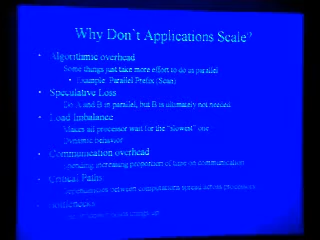 Why Don't Applications Scale?
• Algorithmic overhead
Some things just take more effort to do in parallel
• Example: Parallel Prefix (Scan)
• Speculative Loss
Do A and B in parallel, but B is ultimately not needed
• Load Imbalance
Makes all processor wait for the "slowest" one
Dynamic behavior
• Communication overhead
Spending increasing proportion of time on communication
• Critical Paths
Dependencies between computations spread across processors
• Bottlenecks